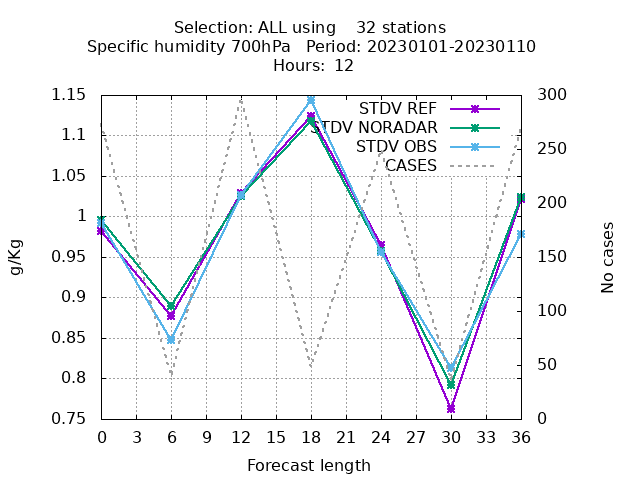 Selection: ALL using    32 stations
Specific humidity 700hPa   Period: 20230101-20230110
Hours:  12
STDV REF
STDV NORADAR
STDV OBS
CASES
1.15
1.1
1.05
1
0.95
0.9
0.85
0.8
0.75
g/Kg
300
250
200
150
100
50
0
No cases
0 3 6 9 12 15 18 21 24 27 30 33 36
Forecast length